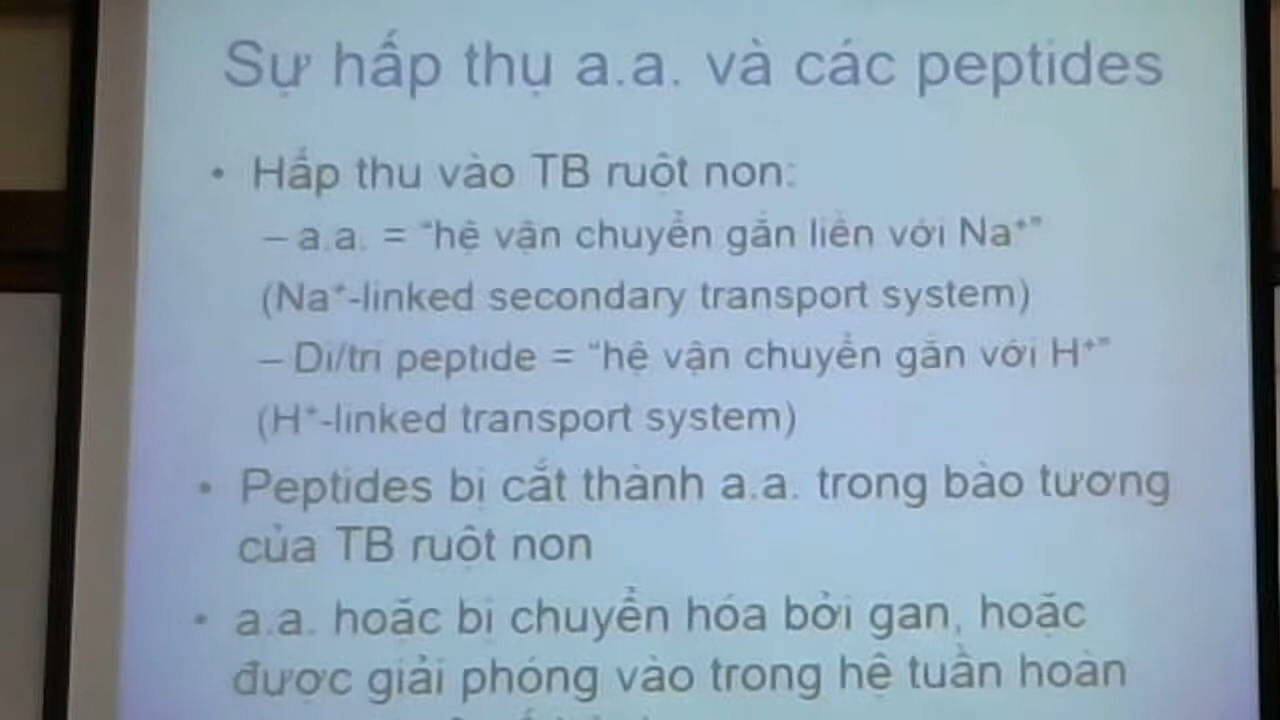 Sự hấp thụ a.a. và các peptides
• Hấp thu vào TB ruột non:
– a.a. = “hệ vận chuyển gắn liền với Na⁺”
(Na⁺-linked secondary transport system)
– Di/tri peptide = “hệ vận chuyển gắn với H⁺”
(H⁺-linked transport system)
• Peptides bị cắt thành a.a. trong bào tương
của TB ruột non
• a.a. hoặc bị chuyển hóa bởi gan, hoặc
được giải phóng vào trong hệ tuần hoàn